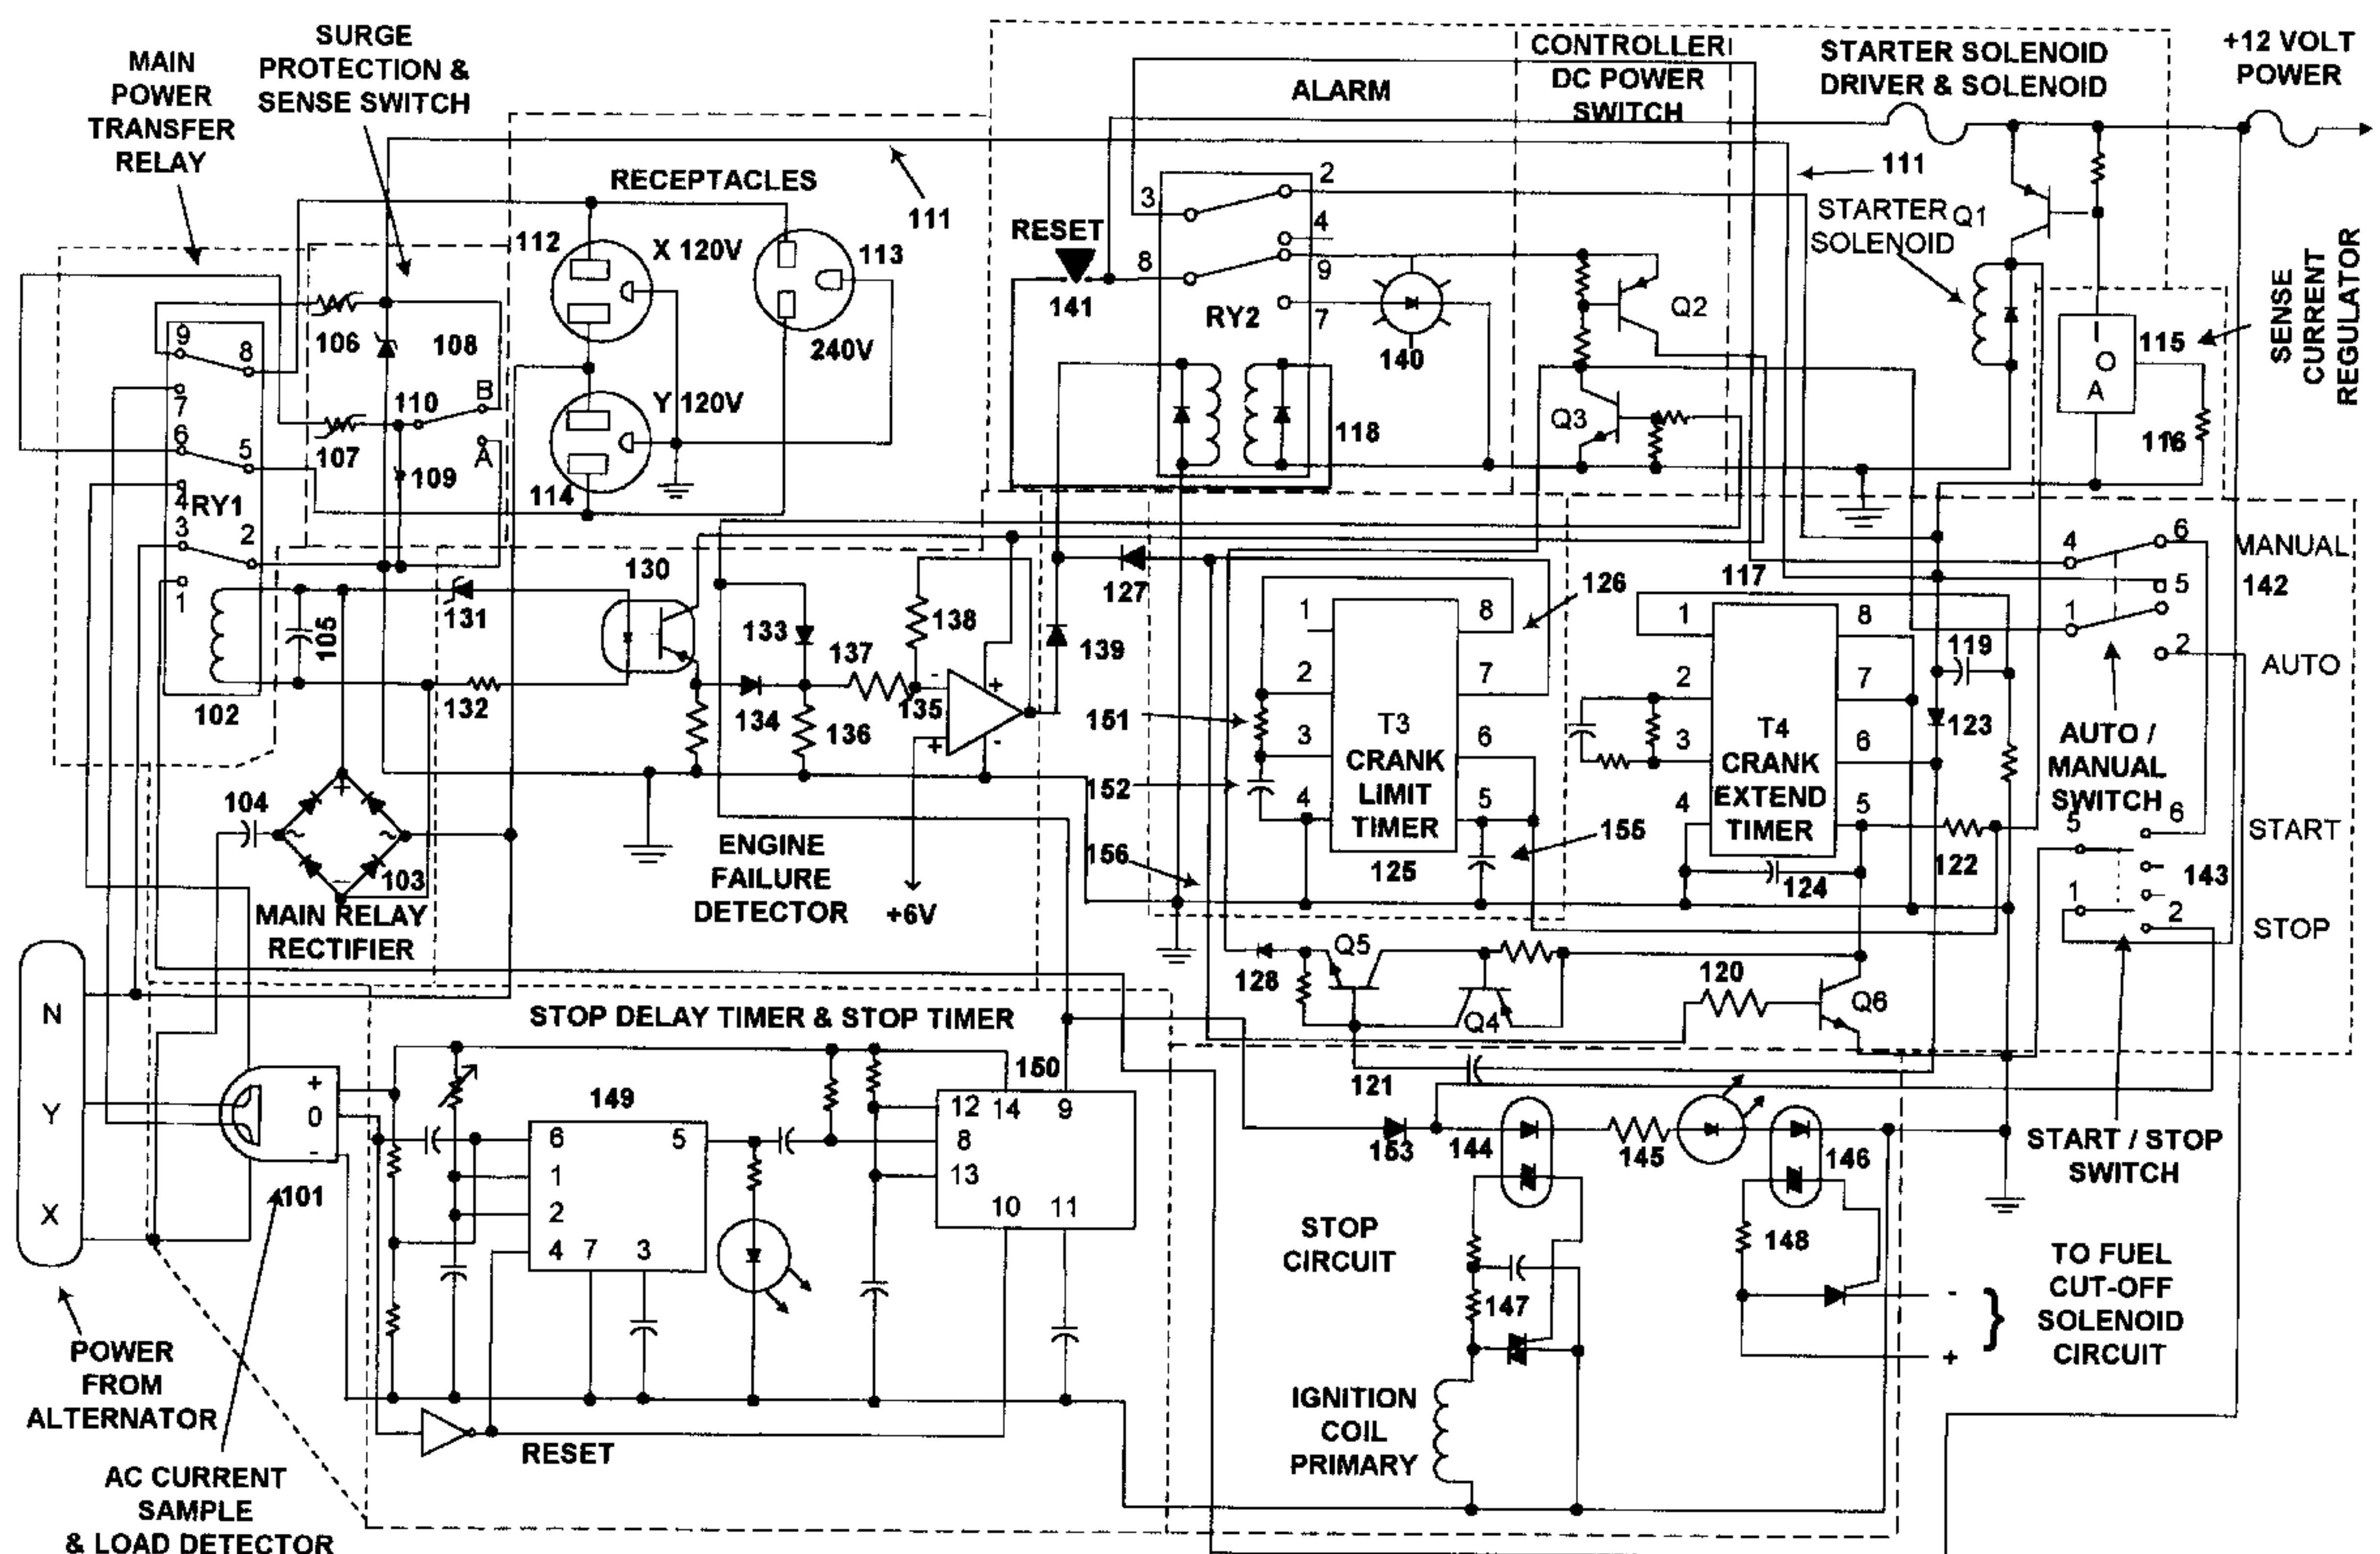 SURGE
PROTECTION &
SENSE SWITCH
MAIN
POWER
TRANSFER
RELAY
RECEPTACLES
111
ALARM
CONTROLLER
DC POWER
SWITCH
STARTER SOLENOID
DRIVER & SOLENOID
+12 VOLT
POWER
111
STARTER
SOLENOID
Q1
SENSE
CURRENT
REGULATOR
112
X 120V
113
240V
Y 120V
114
RESET
141
3
2
4
8
9
7
RY2
140
118
Q2
Q3
I
O
A
115
116
9
8
7
6
5
4
RY1
3
2
1
102
106
108
B
110
A
107
109
105
131
132
130
133
134
137
138
135
136
-
+
+
-
139
127
+6V
ENGINE
FAILURE
DETECTOR
104
+
~
~
-
103
MAIN RELAY
RECTIFIER
126
1
8
2
7
3
6
4
5
T3
CRANK
LIMIT
TIMER
125
151
152
155
156
117
1
8
2
7
3
6
4
5
T4
CRANK
EXTEND
TIMER
119
123
122
124
4
6
MANUAL
5
142
1
2
AUTO
AUTO /
MANUAL
SWITCH
5
6
START
143
1
2
STOP
128
Q5
Q4
120
Q6
121
START / STOP
SWITCH
N
Y
X
POWER
FROM
ALTERNATOR
+
0
-
101
AC CURRENT
SAMPLE
& LOAD DETECTOR
STOP DELAY TIMER & STOP TIMER
149
6
5
1
2
4
7
3
150
12
14
9
8
13
10
11
RESET
153
144
145
146
STOP
CIRCUIT
147
148
IGNITION
COIL
PRIMARY
-
+
}
TO FUEL
CUT-OFF
SOLENOID
CIRCUIT